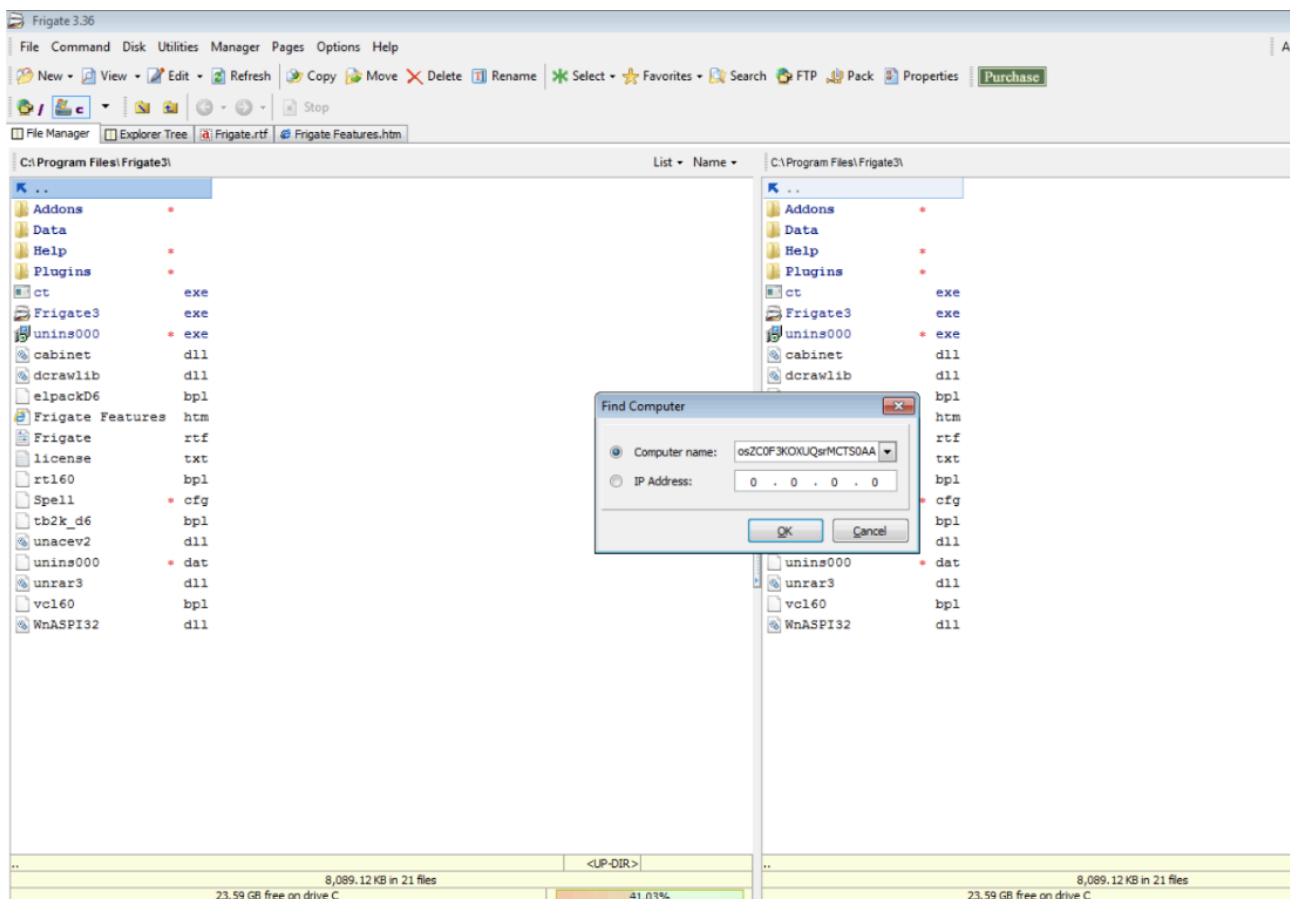 Frigate 3.36
File Command Disk Utilities Manager Pages Options Help
New View Edit Refresh Copy Move Delete Rename Select Favorites Search FTP Pack Properties Purchase
/ c Stop
File Manager Explorer Tree Frigate.rtf Frigate Features.htm
C:\Program Files\Frigate3\ List Name C:\Program Files\Frigate3\
.. ..
Addons * Addons *
Data Data
Help * Help *
Plugins * Plugins *
ct exe ct exe
Frigate3 exe Frigate3 exe
unins000 * exe unins000 * exe
cabinet dll cabinet dll
dcrawlib dll dcrawlib dll
elpackD6 bpl bpl
Frigate Features htm htm
Frigate rtf rtf
license txt txt
rtl60 bpl bpl
Spell * cfg * cfg
tb2k_d6 bpl bpl
unacev2 dll dll
unins000 * dat unins000 * dat
unrar3 dll unrar3 dll
vcl60 bpl vcl60 bpl
WnASPI32 dll WnASPI32 dll
Find Computer
Computer name: osZC0F3KOXUQsrMCTS0AA
IP Address: 0 . 0 . 0 . 0
OK Cancel
.. <UP-DIR> ..
8,089.12 KB in 21 files 8,089.12 KB in 21 files
23.59 GB free on drive C 41.03% 23.59 GB free on drive C